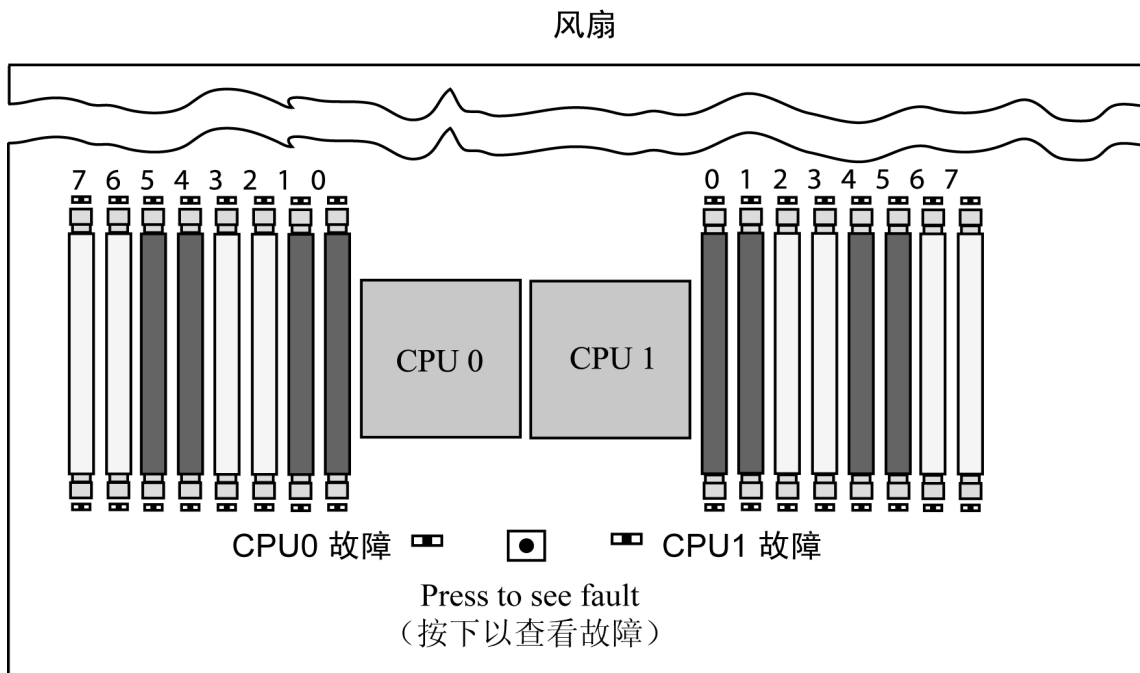 风扇
7 6 5 4 3 2 1 0
0 1 2 3 4 5 6 7
CPU 0
CPU 1
CPU0 故障
CPU1 故障
Press to see fault
（按下以查看故障）